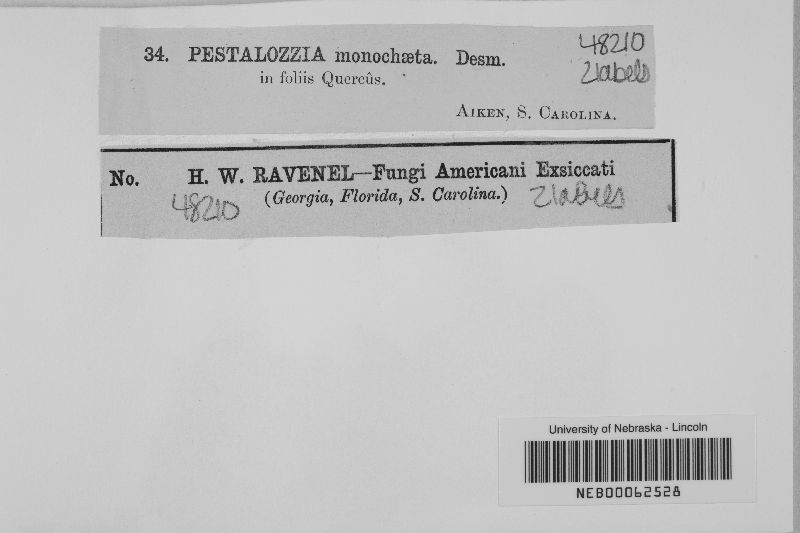 34. PESTALOZZIA monochæta. Desm.
in foliis Quercûs.
AIKEN, S. CAROLINA.
48210
2labels
No. H. W. RAVENEL—Fungi Americani Exsiccati
(Georgia, Florida, S. Carolina.)
48210
2labels
University of Nebraska - Lincoln
NEB00062528